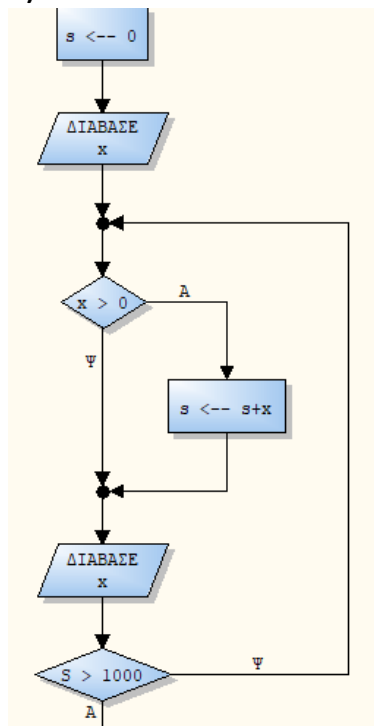 s <-- 0
ΔΙΑΒΑΣΕ
x
x > 0
Α
Ψ
s <-- s+x
ΔΙΑΒΑΣΕ
x
S > 1000
Ψ
Α